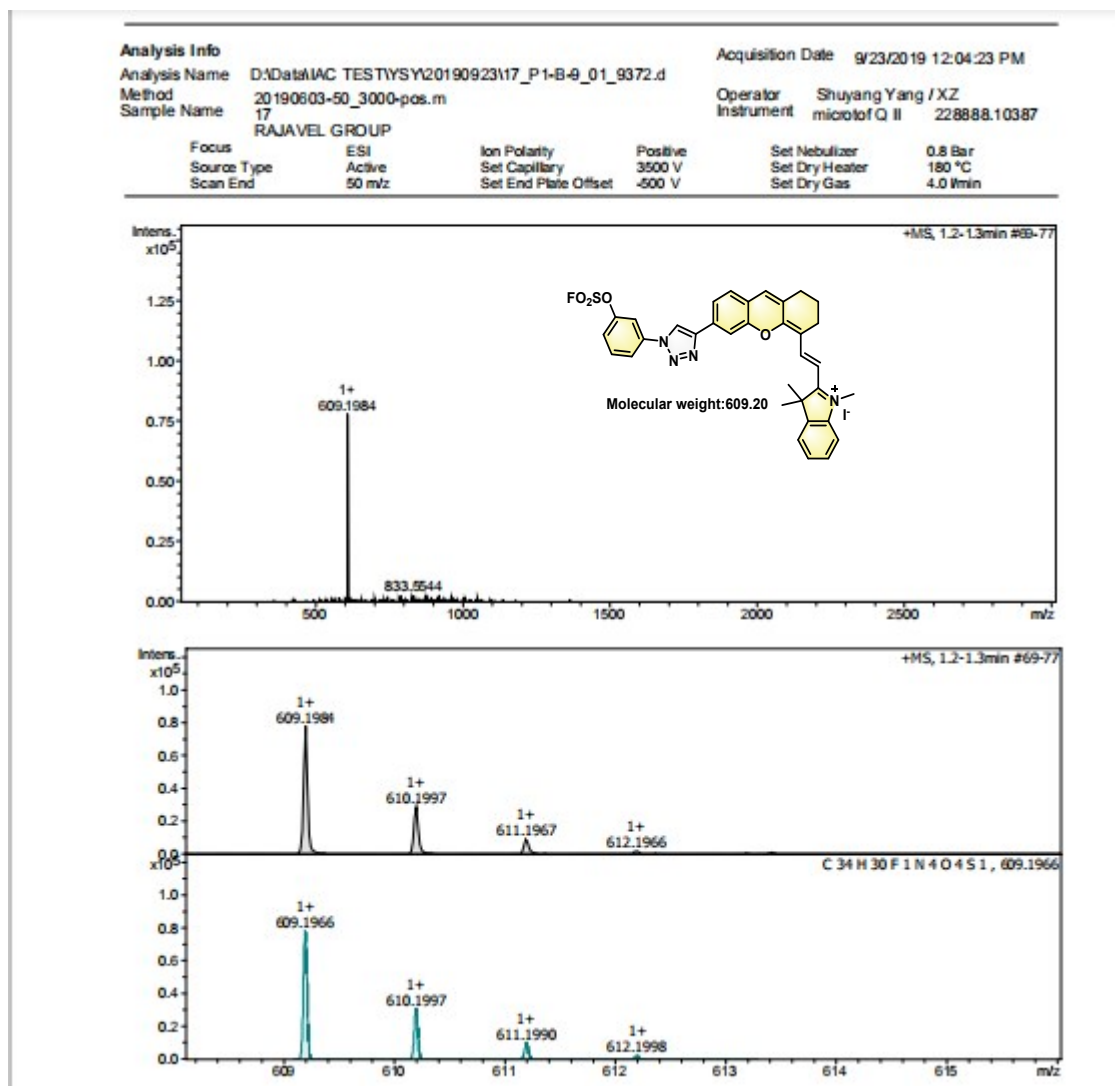 Analysis Info
Acquisition Date 9/23/2019 12:04:23 PM
Analysis Name D:\Data\IAC TEST\YSY\20190923\17_P1-B-9_01_9372.d
Method 20190603-50_3000-pos.m
Operator Shuyang Yang / XZ
Sample Name 17
Instrument microtof Q II 228888.10387
RAJAVEL GROUP
Focus ESI Ion Polarity Positive Set Nebulizer 0.8 Bar
Source Type Active Set Capillary 3500 V Set Dry Heater 180 °C
Scan End 50 m/z Set End Plate Offset -500 V Set Dry Gas 4.0 l/min
Intens.
x10⁵
+MS, 1.2-1.3min #69-77
1.25
1.00
0.75
0.50
0.25
0.00
1+
609.1984
833.5544
FO₂SO
N
N=N
O
N+
I-
Molecular weight:609.20
500 1000 1500 2000 2500 m/z
Intens.
x10⁵
+MS, 1.2-1.3min #69-77
1.0
0.8
0.6
0.4
0.2
0.0
1+
609.1984
1+
610.1997
1+
611.1967
1+
612.1966
x10⁵
C 34 H 30 F 1 N 4 O 4 S 1 , 609.1966
1.0
0.8
0.6
0.4
0.2
0.0
1+
609.1966
1+
610.1997
1+
611.1990
1+
612.1998
609 610 611 612 613 614 615 m/z